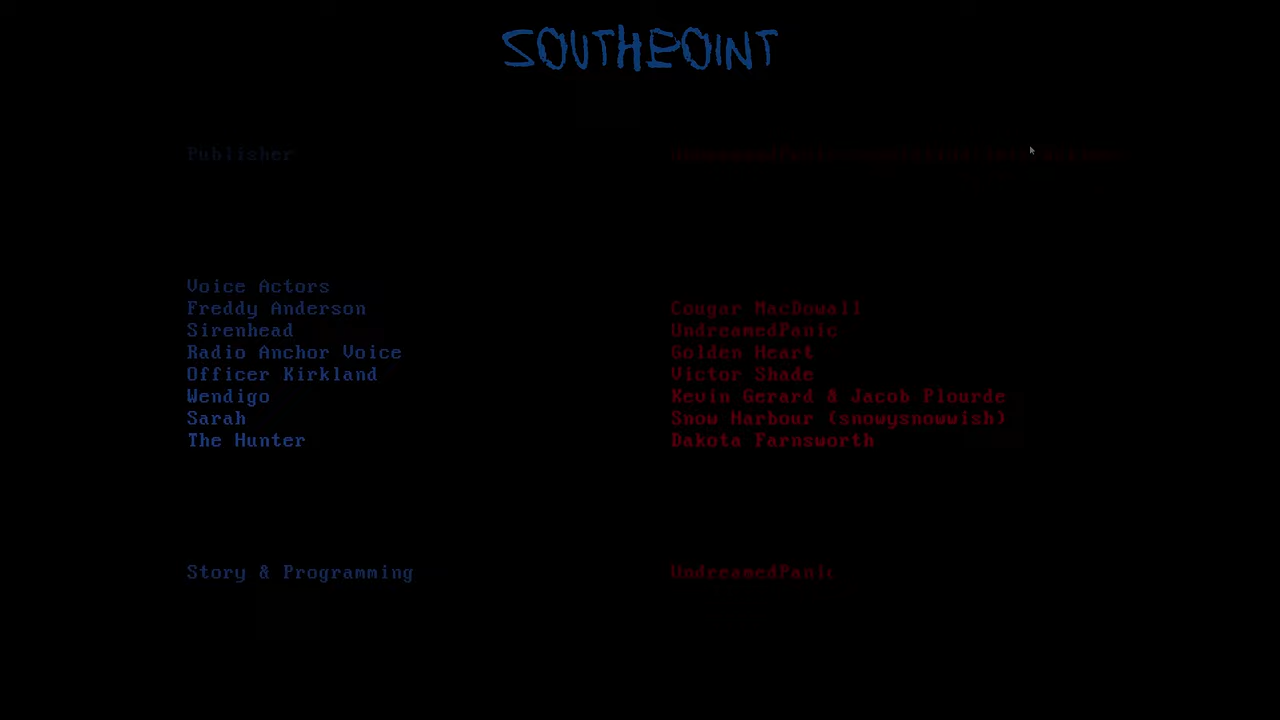 SOUTHPOINT
Publisher
Voice Actors
Freddy Anderson Cougar MacDowall
Sirenhead UndreamedPanic
Radio Anchor Voice Golden Heart
Officer Kirkland Victor Shade
Wendigo Kevin Gerard & Jacob Plourde
Sarah Snow Harbour (snowysnowwish)
The Hunter Dakota Farnsworth
Story & Programming UndreamedPanic